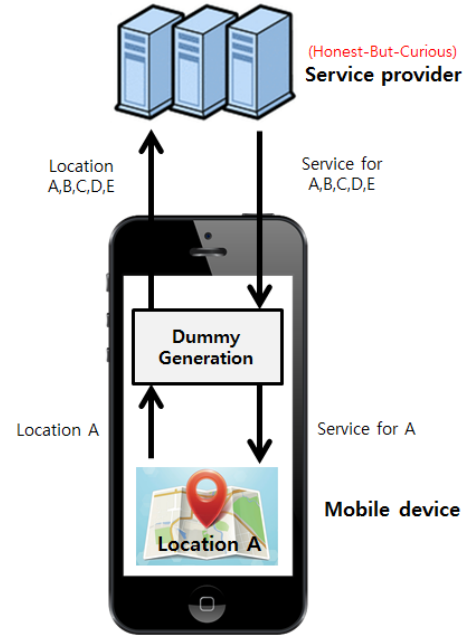 (Honest-But-Curious)
Service provider
Location
A,B,C,D,E
Service for
A,B,C,D,E
Dummy
Generation
Location A
Service for A
Location A
Mobile device